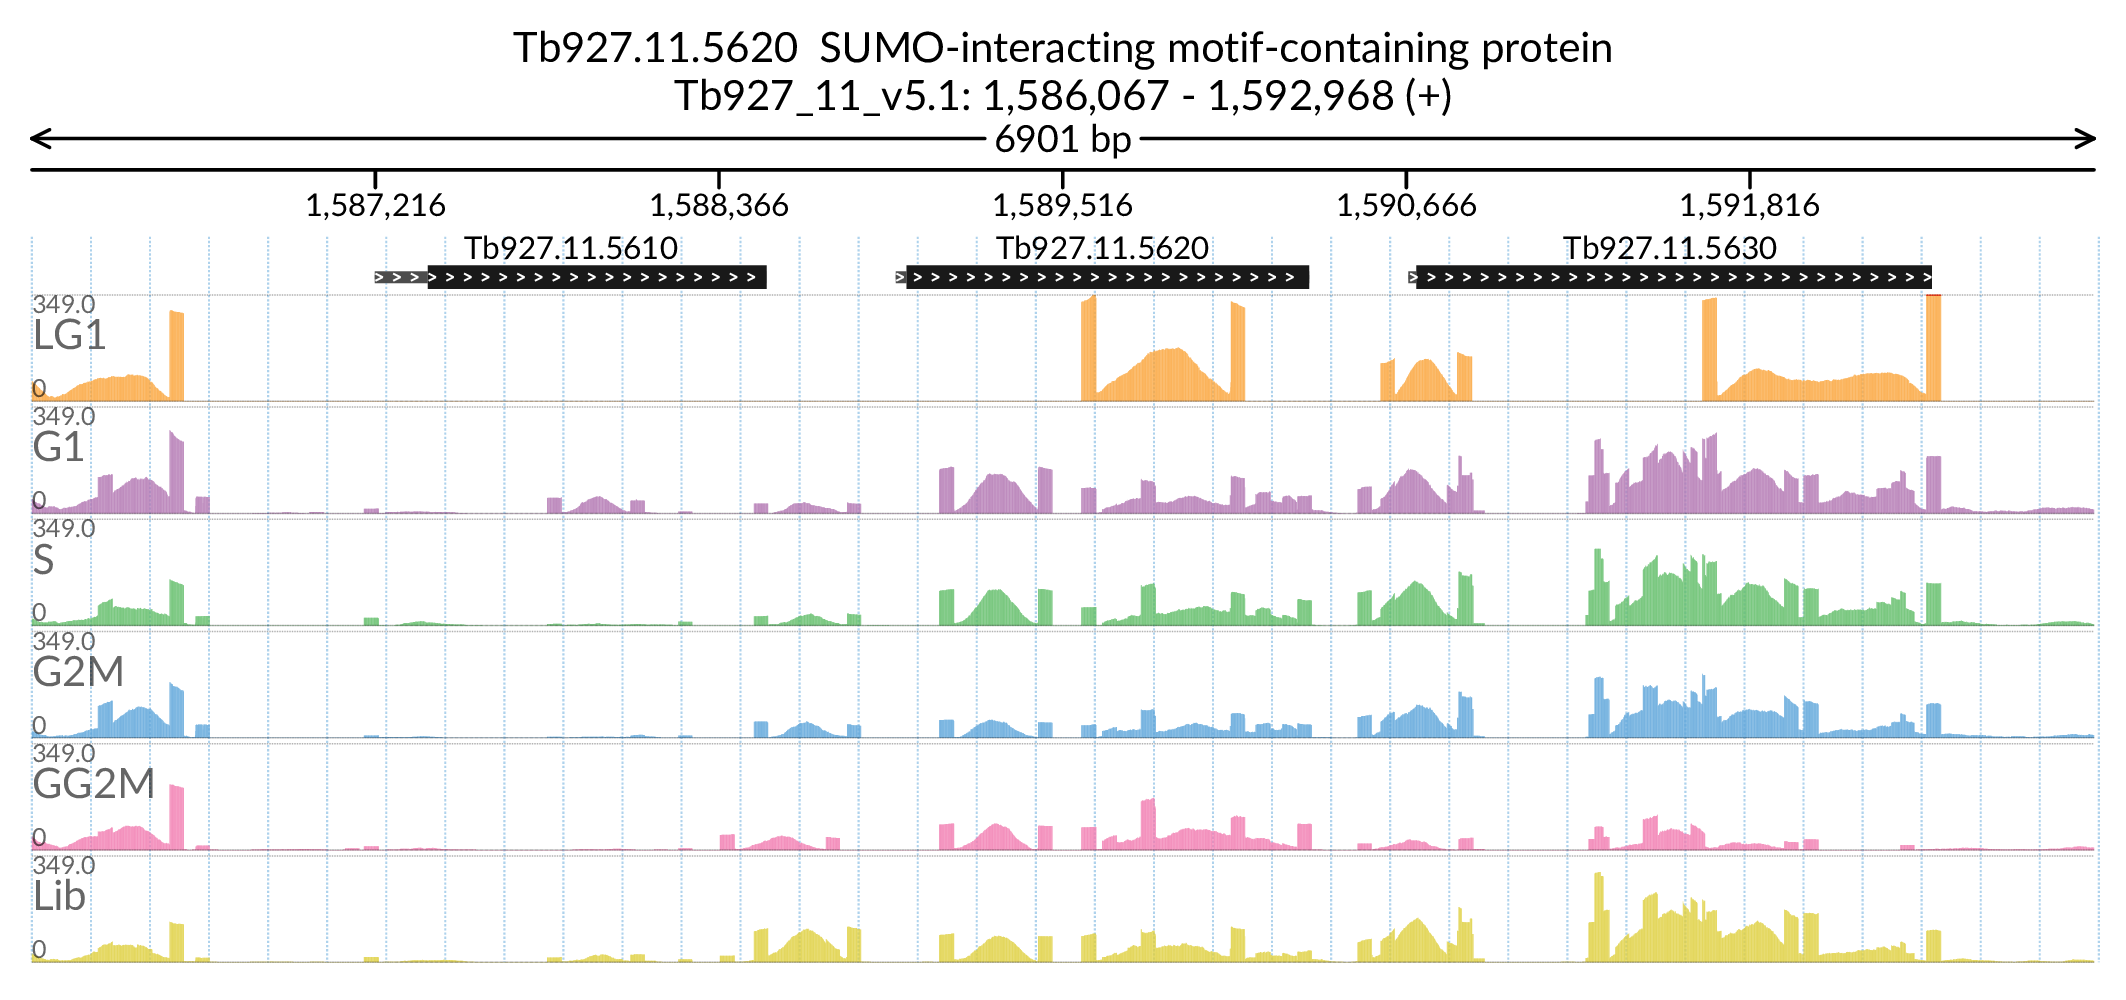 Tb927.11.5620  SUMO-interacting motif-containing protein
Tb927_11_v5.1: 1,586,067 - 1,592,968 (+)
6901 bp
1,587,216 1,588,366 1,589,516 1,590,666 1,591,816
Tb927.11.5610 Tb927.11.5620 Tb927.11.5630
349.0
LG1
0
349.0
G1
0
349.0
S
0
349.0
G2M
0
349.0
GG2M
0
349.0
Lib
0